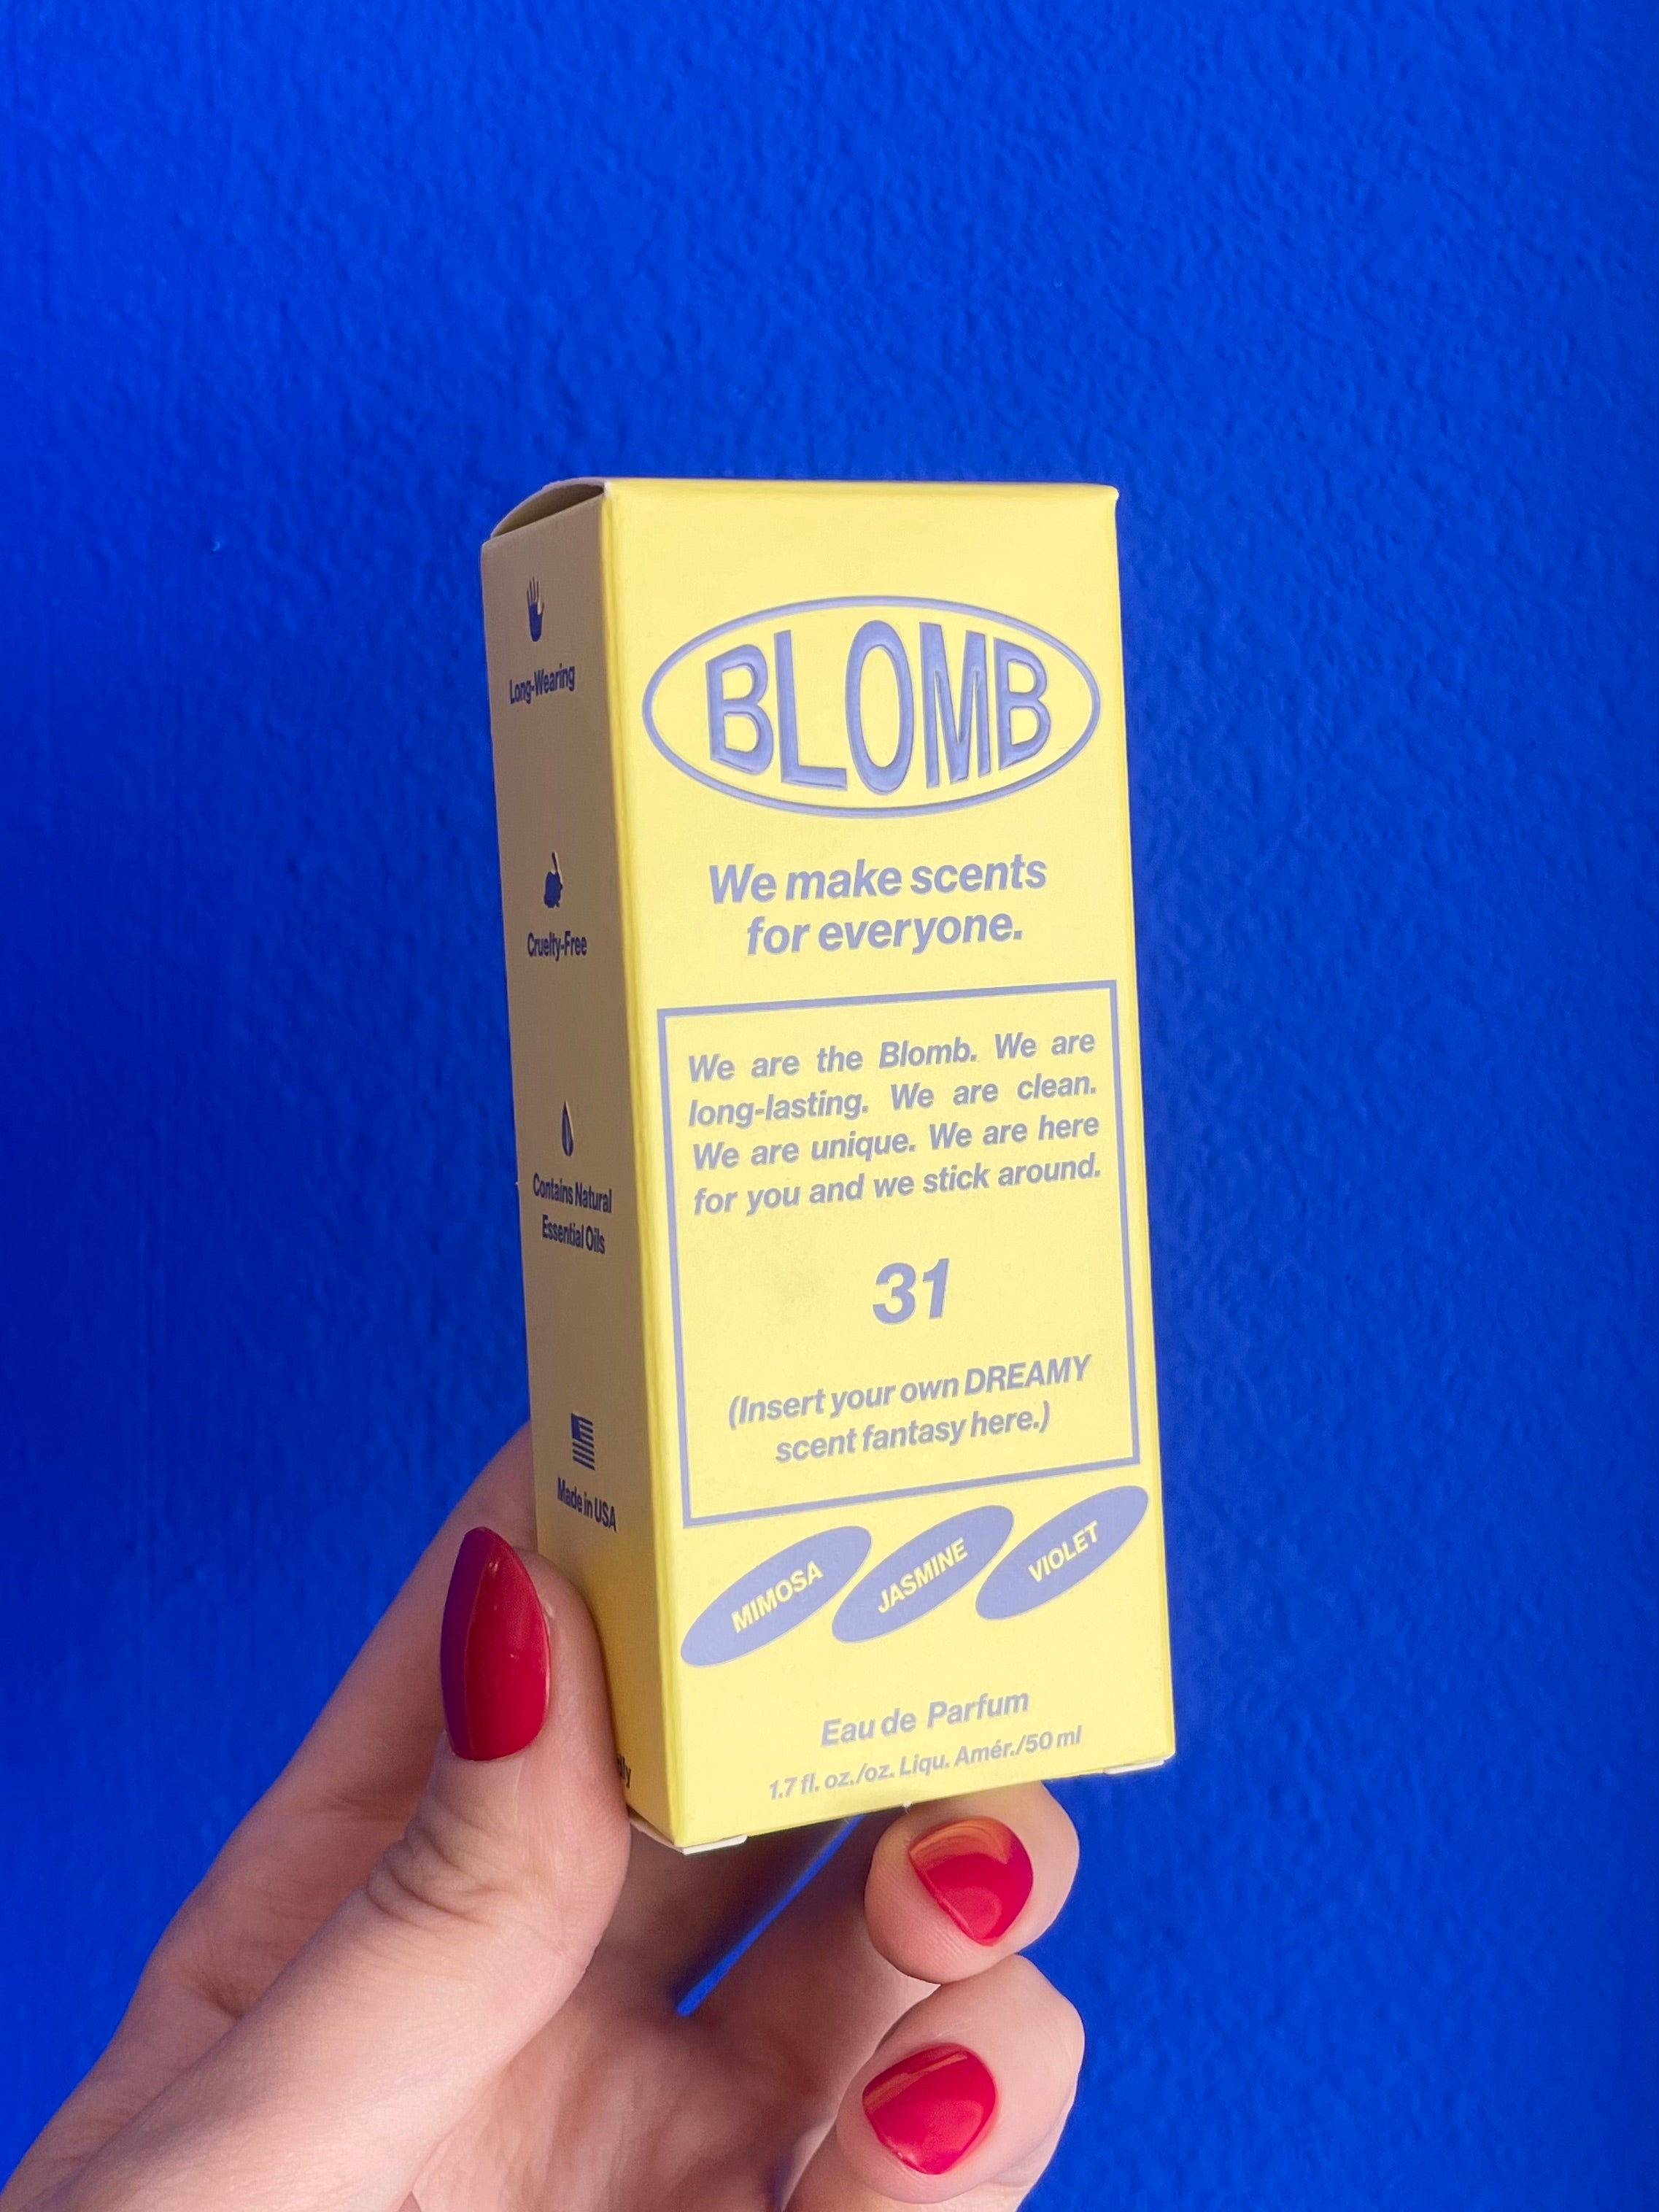 BLOMB
We make scents
for everyone.
We are the Blomb. We are
long-lasting. We are clean.
We are unique. We are here
for you and we stick around.
31
(Insert your own DREAMY
scent fantasy here.)
MIMOSA
JASMINE
VIOLET
Eau de Parfum
1.7 fl. oz./oz. Liqu. Amér./50 ml
Long-Wearing
Cruelty-Free
Contains Natural
Essential Oils
Made in USA